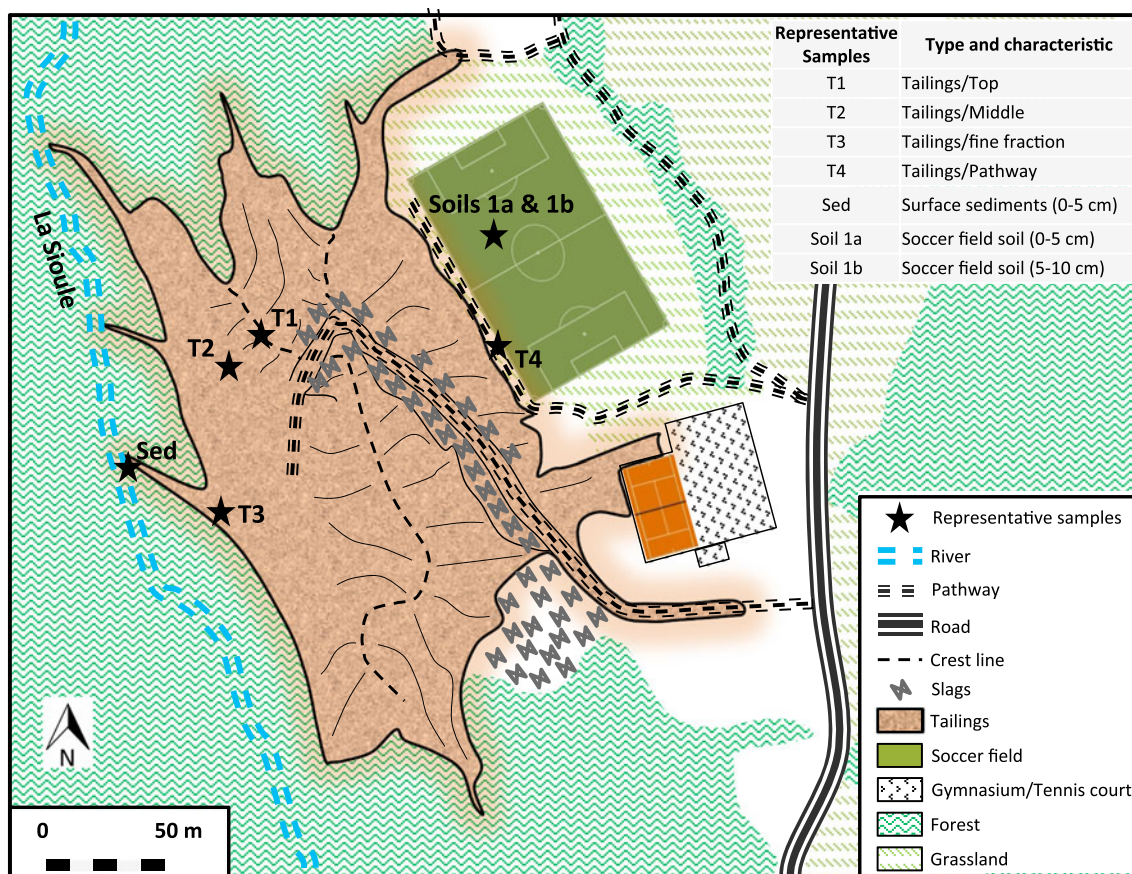 Representative Samples Type and characteristic
T1 Tailings/Top
T2 Tailings/Middle
T3 Tailings/fine fraction
T4 Tailings/Pathway
Sed Surface sediments (0-5 cm)
Soil 1a Soccer field soil (0-5 cm)
Soil 1b Soccer field soil (5-10 cm)
Soils 1a & 1b
La Sioule
T1
T2
T4
Sed
T3
Representative samples
River
Pathway
Road
Crest line
Slags
Tailings
Soccer field
Gymnasium/Tennis court
Forest
Grassland
N
0 50 m